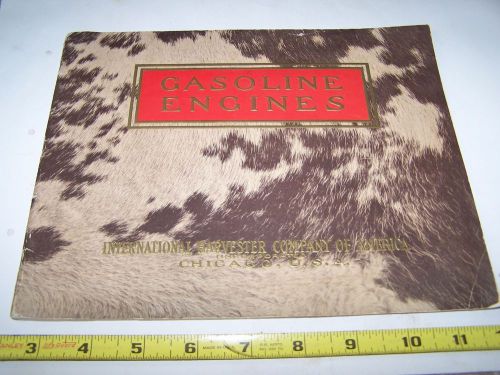 GASOLINE
ENGINES
INTERNATIONAL HARVESTER COMPANY OF AMERICA
CHICAGO, U.S.A.
3 4 5 6 7 8 9 10 11